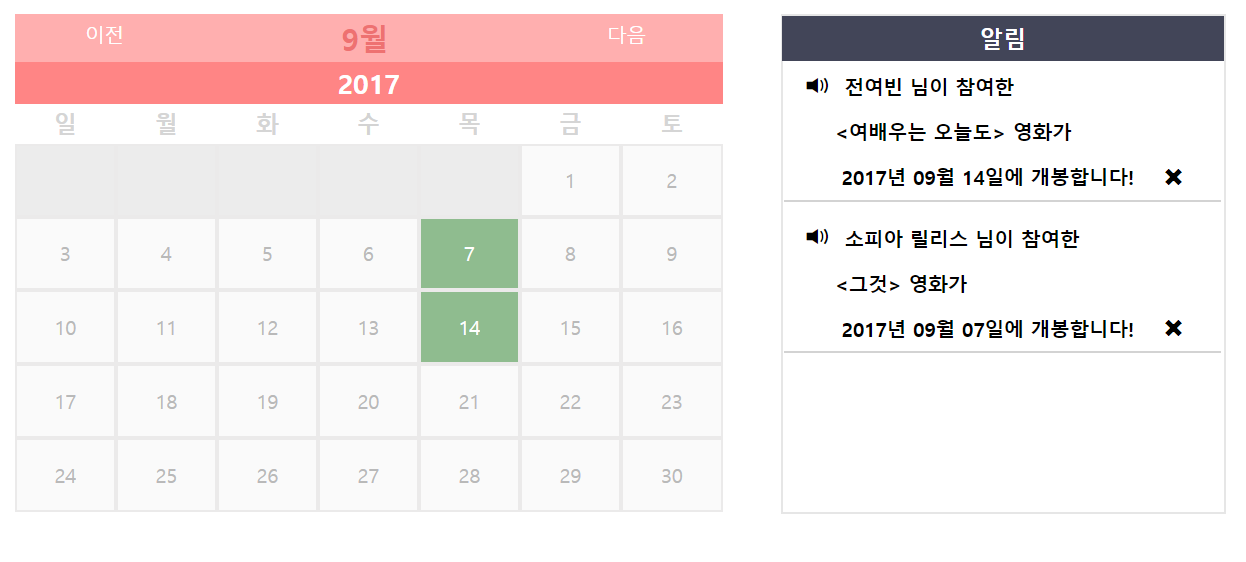 이전 9월 다음
2017
일 월 화 수 목 금 토
1 2
3 4 5 6 7 8 9
10 11 12 13 14 15 16
17 18 19 20 21 22 23
24 25 26 27 28 29 30
알림
전여빈 님이 참여한
<여배우는 오늘도> 영화가
2017년 09월 14일에 개봉합니다! ✖
소피아 릴리스 님이 참여한
<그것> 영화가
2017년 09월 07일에 개봉합니다! ✖